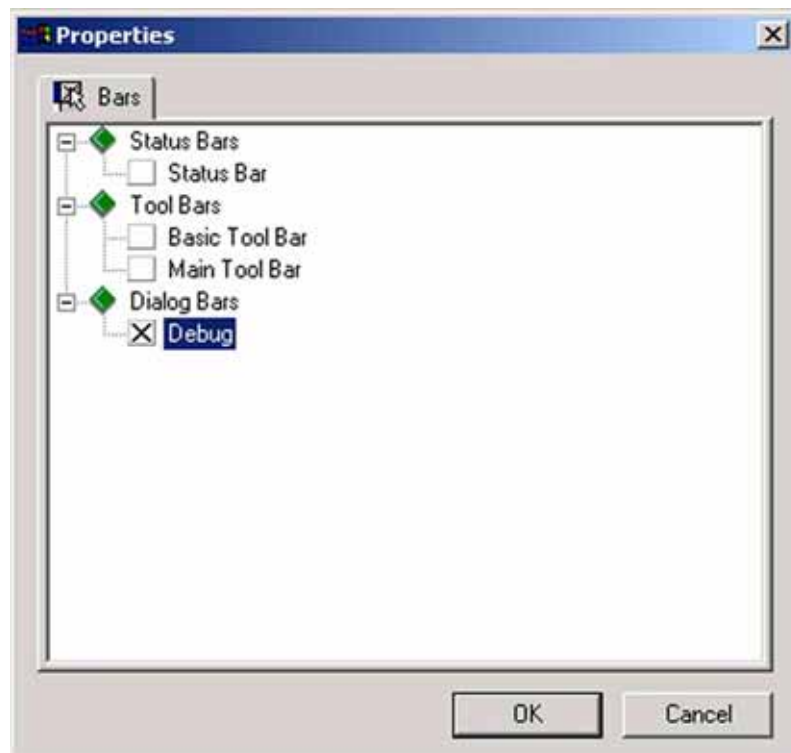 Properties
Bars
Status Bars
Status Bar
Tool Bars
Basic Tool Bar
Main Tool Bar
Dialog Bars
Debug
OK
Cancel